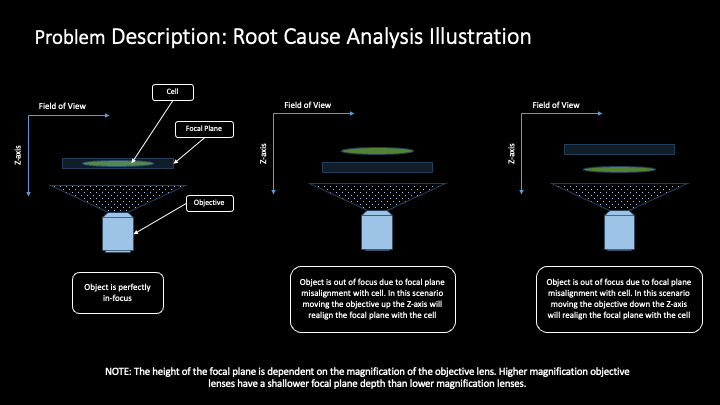 Problem Description: Root Cause Analysis Illustration
Cell
Field of View
Focal Plane
Z-axis
Objective
Object is perfectly
in-focus
Field of View
Z-axis
Object is out of focus due to focal plane
misalignment with cell. In this scenario
moving the objective up the Z-axis will
realign the focal plane with the cell
Field of View
Z-axis
Object is out of focus due to focal plane
misalignment with cell. In this scenario
moving the objective down the Z-axis
will realign the focal plane with the cell
NOTE: The height of the focal plane is dependent on the magnification of the objective lens. Higher magnification objective
lenses have a shallower focal plane depth than lower magnification lenses.